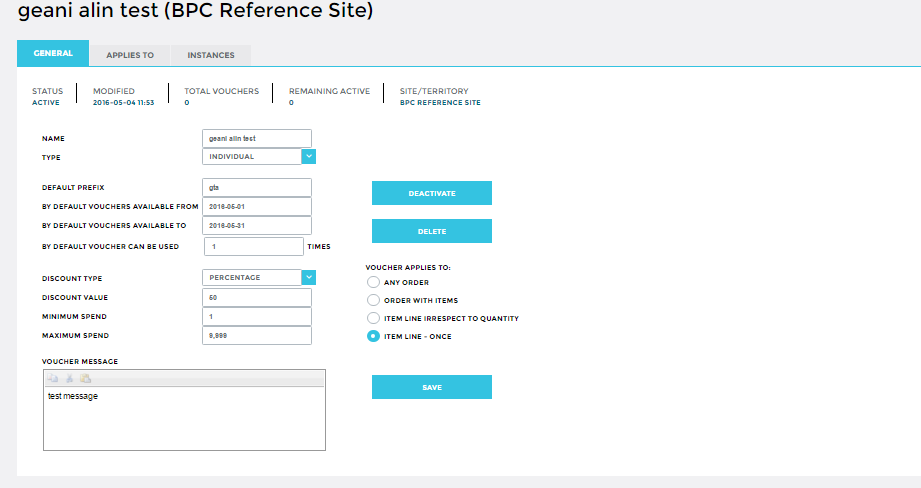 geani alin test (BPC Reference Site)
GENERAL APPLIES TO INSTANCES
STATUS MODIFIED TOTAL VOUCHERS REMAINING ACTIVE SITE/TERRITORY
ACTIVE 2016-05-04 11:53 0 0 BPC REFERENCE SITE
NAME geani alin test
TYPE INDIVIDUAL
DEFAULT PREFIX gta
BY DEFAULT VOUCHERS AVAILABLE FROM 2016-05-01
BY DEFAULT VOUCHERS AVAILABLE TO 2016-05-31
BY DEFAULT VOUCHER CAN BE USED 1 TIMES
DISCOUNT TYPE PERCENTAGE
DISCOUNT VALUE 50
MINIMUM SPEND 1
MAXIMUM SPEND 9,999
DEACTIVATE
DELETE
VOUCHER APPLIES TO:
ANY ORDER
ORDER WITH ITEMS
ITEM LINE IRRESPECT TO QUANTITY
ITEM LINE - ONCE
VOUCHER MESSAGE
test message
SAVE